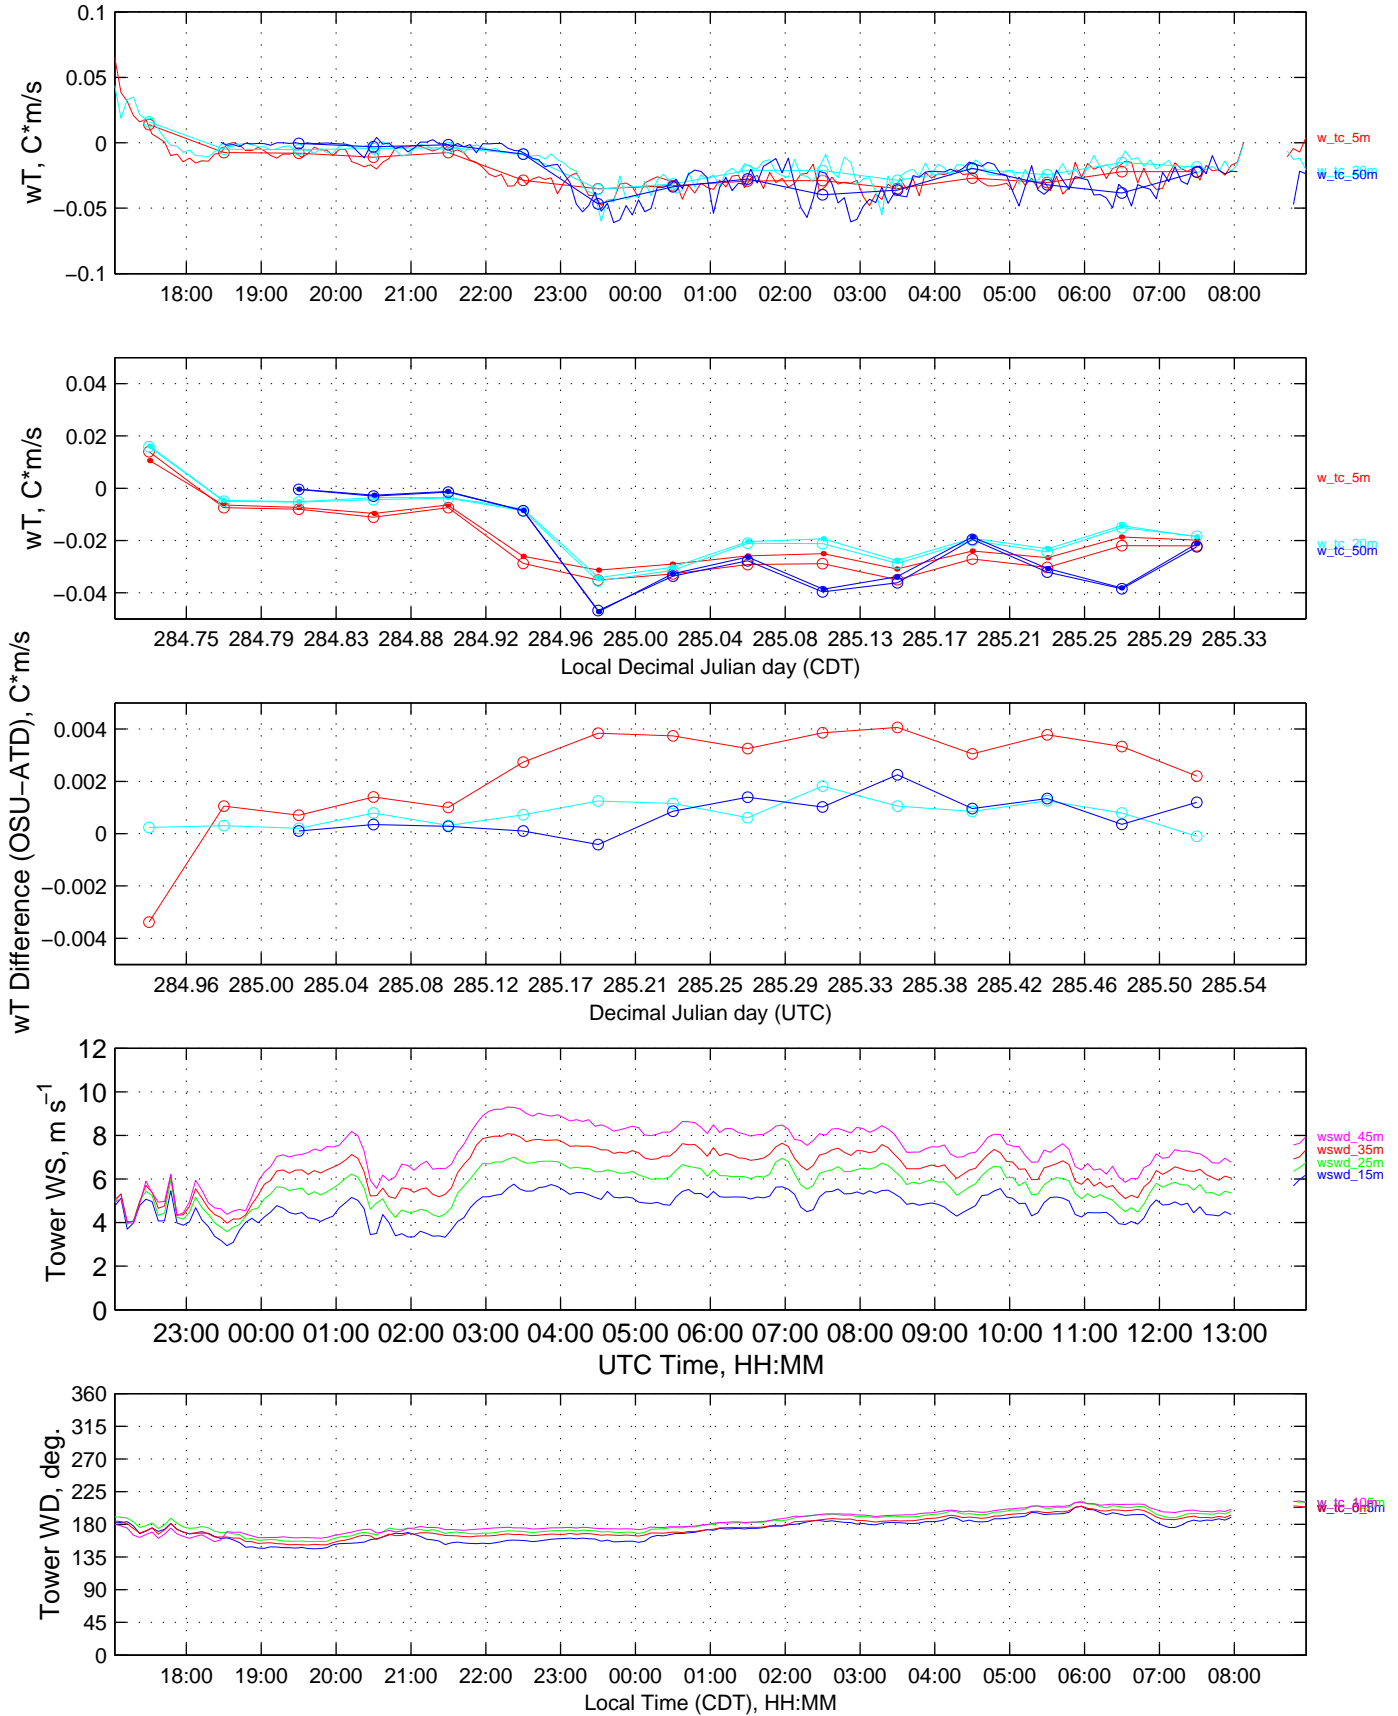 0.1
0.05
0
−0.05
−0.1
wT, C*m/s
w_tc_5m
w_tc_20m
w_tc_50m
18:00 19:00 20:00 21:00 22:00 23:00 00:00 01:00 02:00 03:00 04:00 05:00 06:00 07:00 08:00
0.04
0.02
0
−0.02
−0.04
wT, C*m/s
w_tc_5m
w_tc_20m
w_tc_50m
284.75 284.79 284.83 284.88 284.92 284.96 285.00 285.04 285.08 285.13 285.17 285.21 285.25 285.29 285.33
Local Decimal Julian day (CDT)
0.004
0.002
0
−0.002
−0.004
wT Difference (OSU−ATD), C*m/s
284.96 285.00 285.04 285.08 285.12 285.17 285.21 285.25 285.29 285.33 285.38 285.42 285.46 285.50 285.54
Decimal Julian day (UTC)
12
10
8
6
4
2
0
Tower WS, m s⁻¹
wswd_45m
wswd_35m
wswd_25m
wswd_15m
23:00 00:00 01:00 02:00 03:00 04:00 05:00 06:00 07:00 08:00 09:00 10:00 11:00 12:00 13:00
UTC Time, HH:MM
360
315
270
225
180
135
90
45
0
Tower WD, deg.
18:00 19:00 20:00 21:00 22:00 23:00 00:00 01:00 02:00 03:00 04:00 05:00 06:00 07:00 08:00
Local Time (CDT), HH:MM